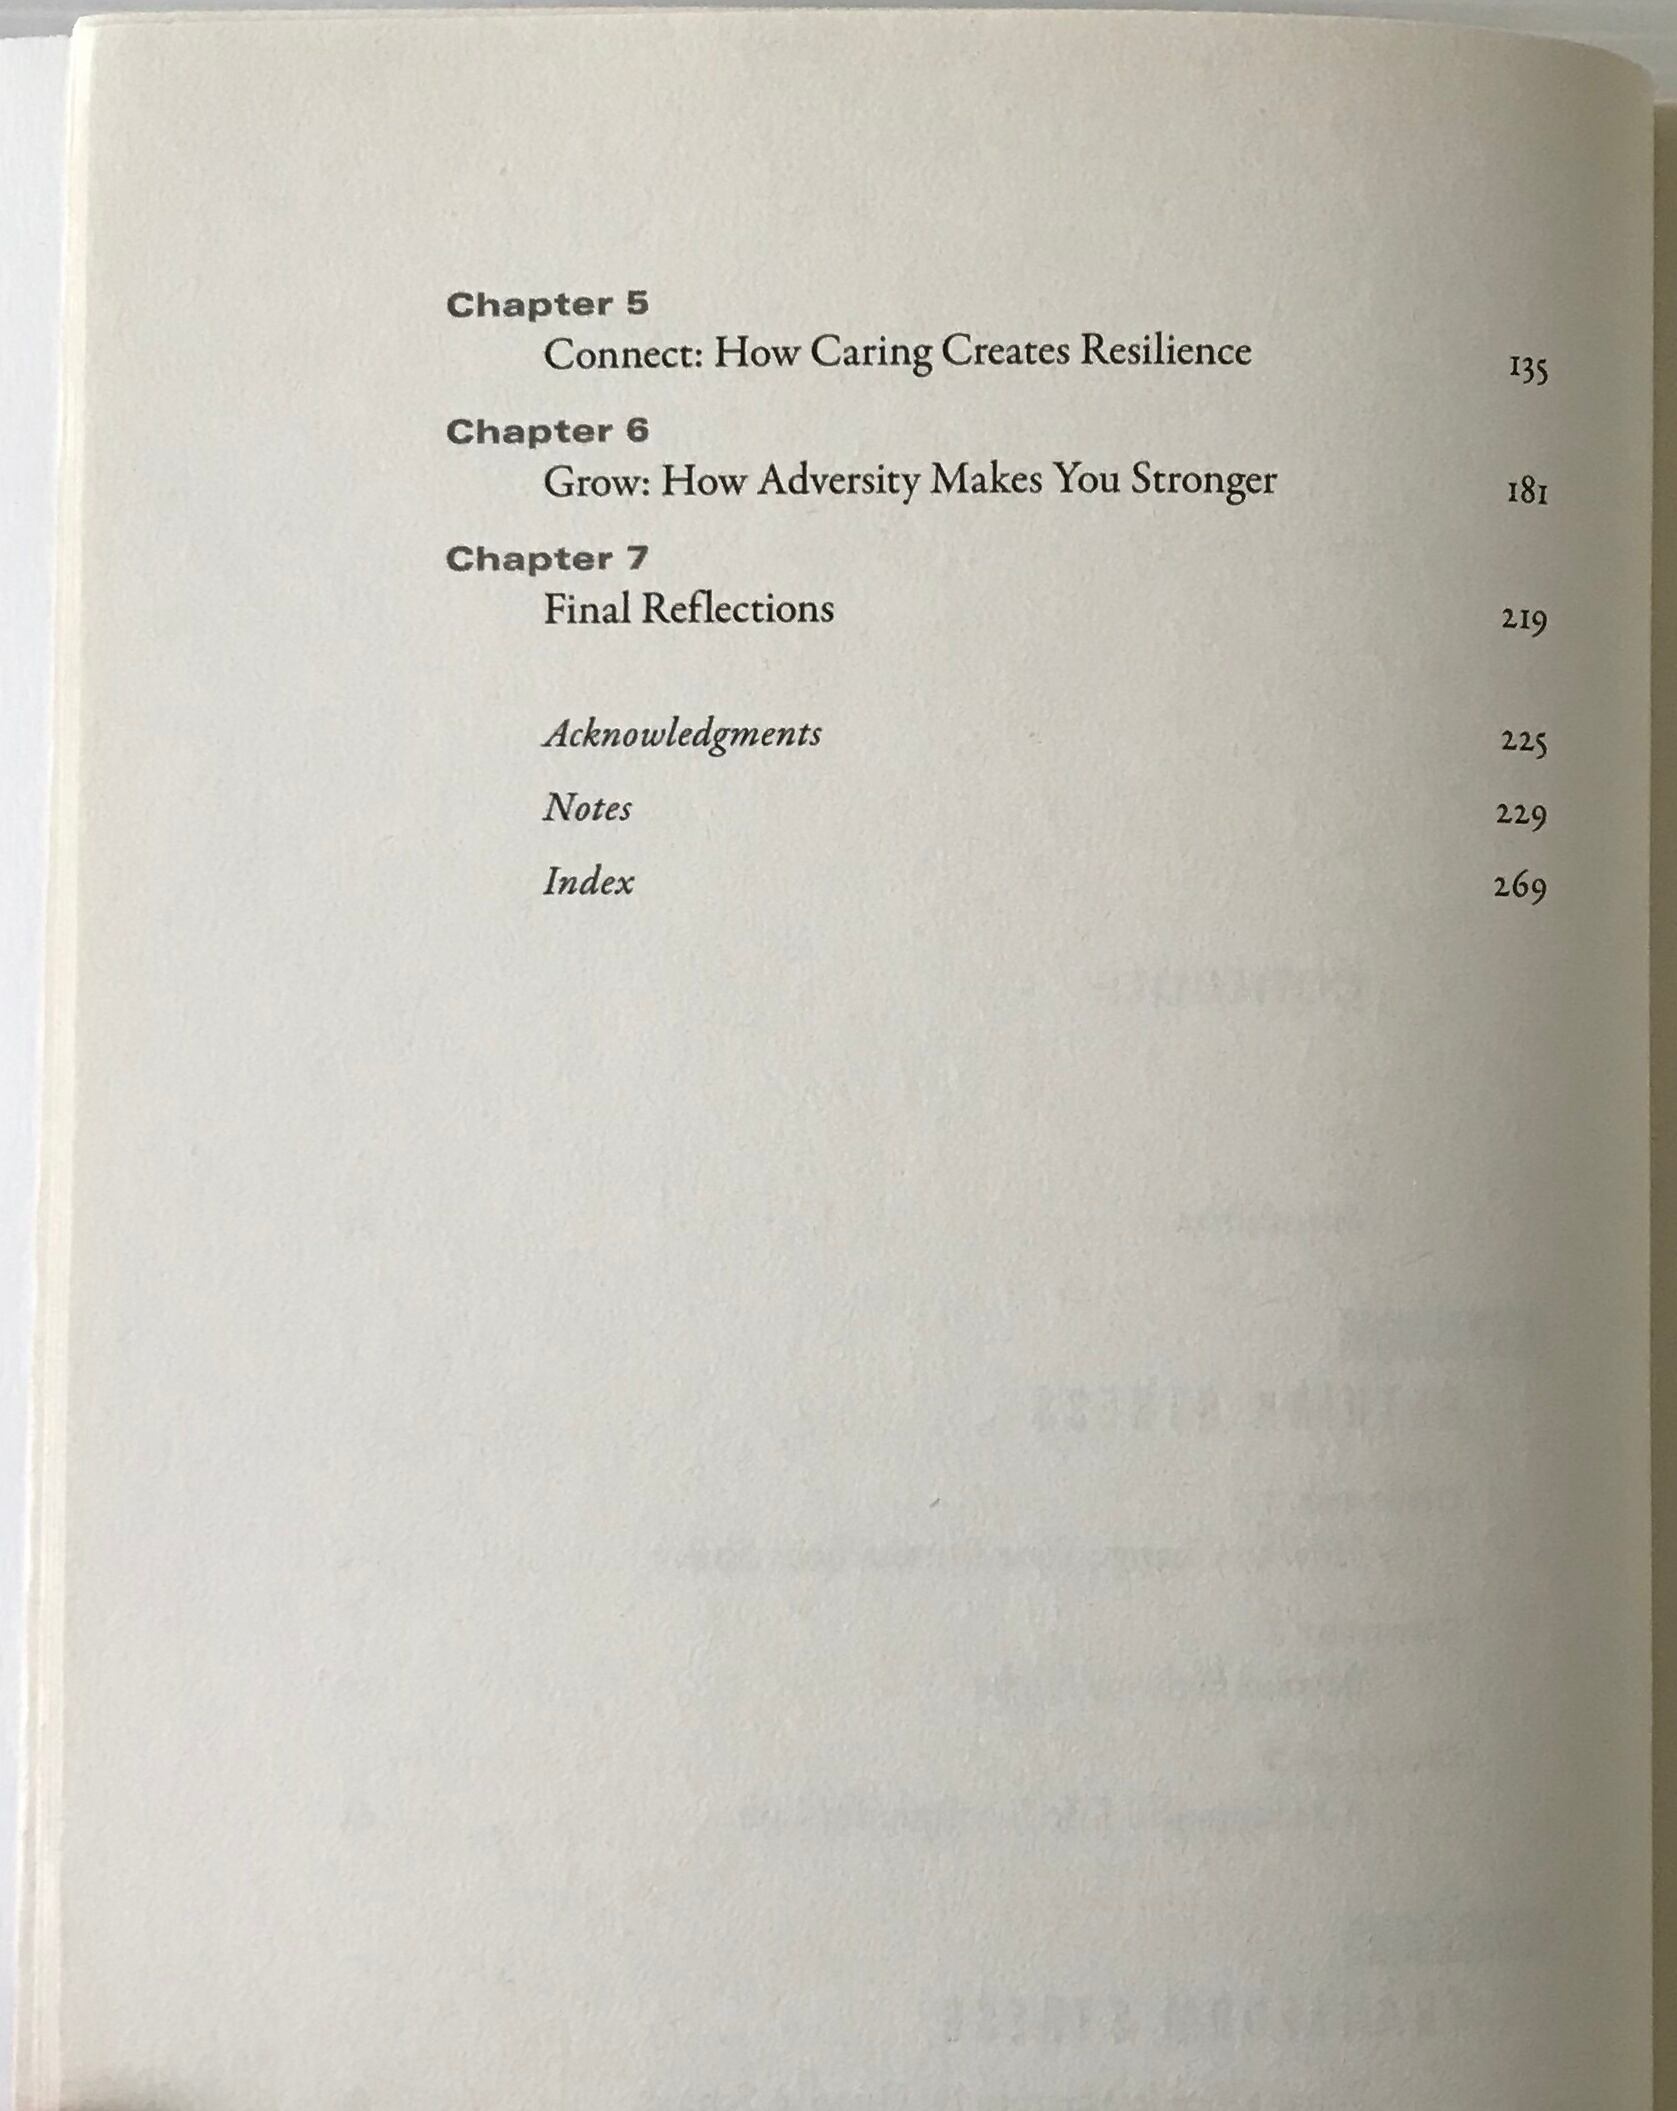 Chapter 5
Connect: How Caring Creates Resilience 135
Chapter 6
Grow: How Adversity Makes You Stronger 181
Chapter 7
Final Reflections 219
Acknowledgments 225
Notes 229
Index 269